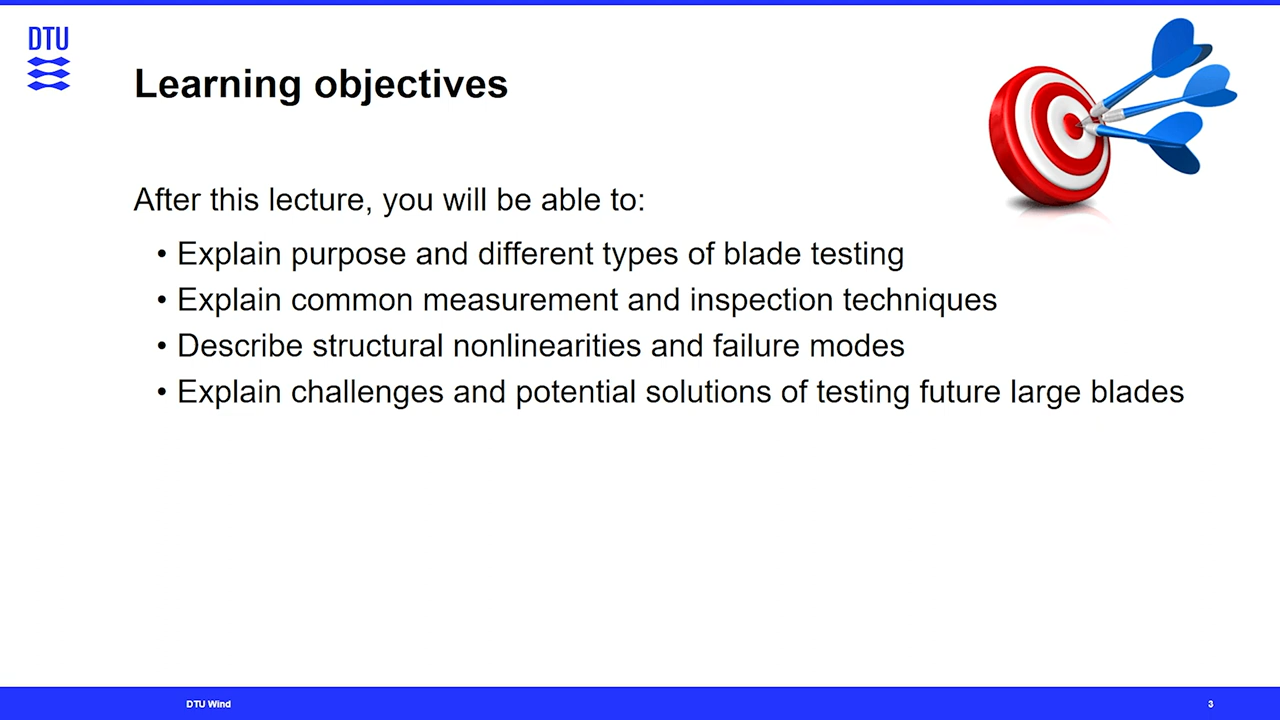 DTU
Learning objectives
After this lecture, you will be able to:
• Explain purpose and different types of blade testing
• Explain common measurement and inspection techniques
• Describe structural nonlinearities and failure modes
• Explain challenges and potential solutions of testing future large blades
DTU Wind
3